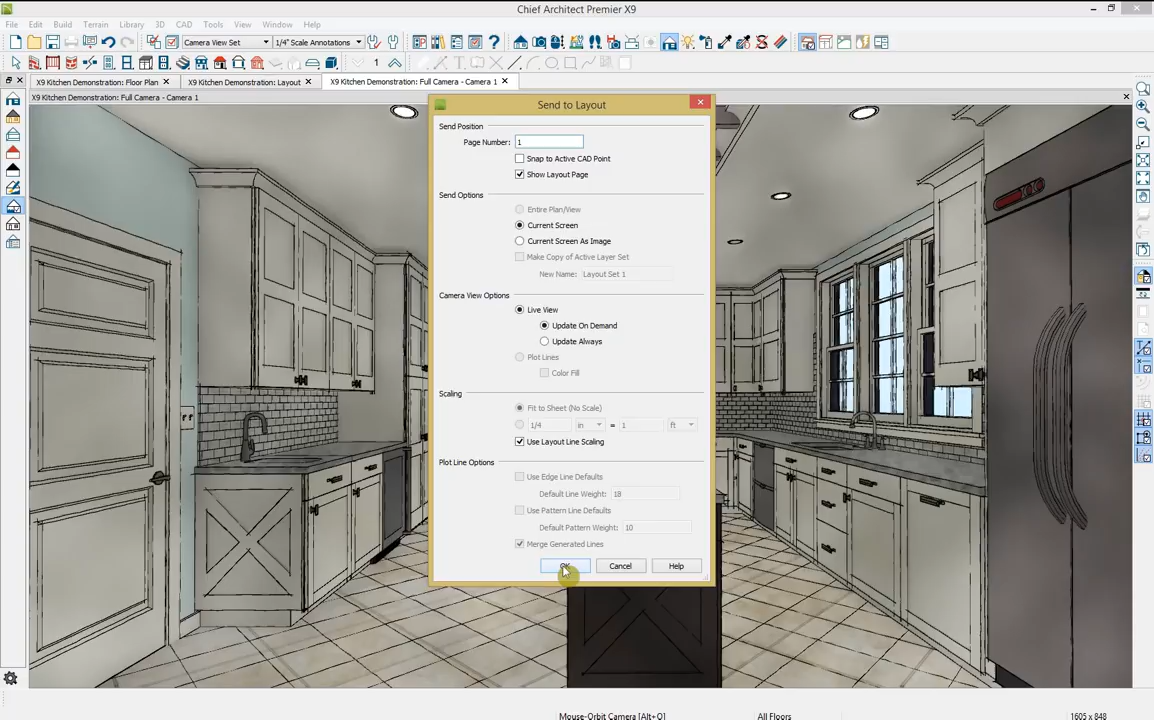 Chief Architect Premier X9
File Edit Build Terrain Library 3D CAD Tools View Window Help
Camera View Set 1/4" Scale Annotations
1
X9 Kitchen Demonstration: Floor Plan X9 Kitchen Demonstration: Layout X9 Kitchen Demonstration: Full Camera - Camera 1
X9 Kitchen Demonstration: Full Camera - Camera 1
Send to Layout
Send Position
Page Number: 1
Snap to Active CAD Point
Show Layout Page
Send Options
Entire Plan/View
Current Screen
Current Screen As Image
Make Copy of Active Layer Set
New Name: Layout Set 1
Camera View Options
Live View
Update On Demand
Update Always
Plot Lines
Color Fill
Scaling
Fit to Sheet (No Scale)
1/4 in = 1 ft
Use Layout Line Scaling
Plot Line Options
Use Edge Line Defaults
Default Line Weight: 18
Use Pattern Line Defaults
Default Pattern Weight: 10
Merge Generated Lines
OK Cancel Help
Mouse-Orbit Camera [Alt+Q] All Floors 1605 x 848